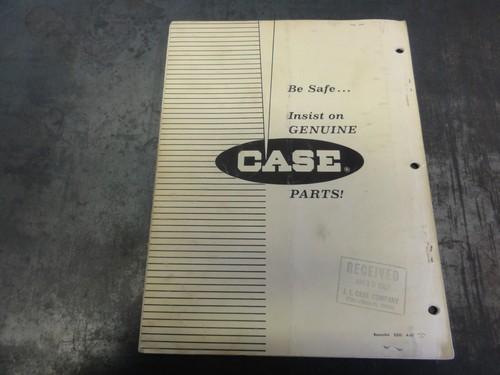 Be Safe...
Insist on
GENUINE
CASE
PARTS!
RECEIVED
J. I. CASE COMPANY